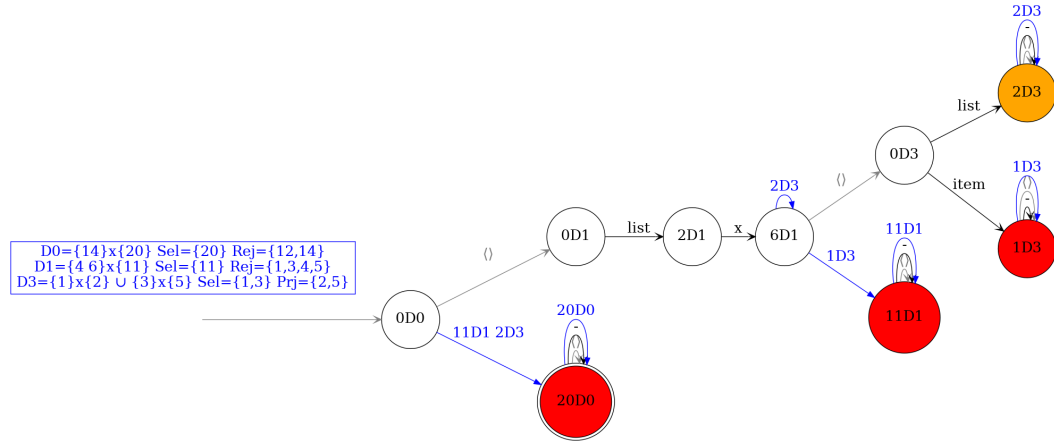 2D3
-
⟨⟩
2D3
list
0D3
item
1D3
⟨⟩
-
1D3
⟨⟩
2D3
0D1
list
2D1
x
6D1
1D3
11D1
-
⟨⟩
11D1
D0={14}x{20} Sel={20} Rej={12,14}
D1={4 6}x{11} Sel={11} Rej={1,3,4,5}
D3={1}x{2} ∪ {3}x{5} Sel={1,3} Prj={2,5}
⟨⟩
0D0
11D1 2D3
20D0
-
⟨⟩
20D0